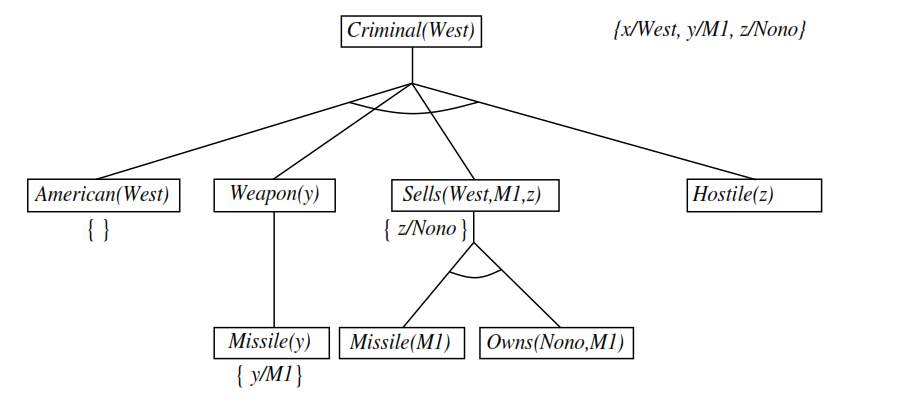 Criminal(West)
{x/West, y/M1, z/Nono}
American(West)
Weapon(y)
Sells(West,M1,z)
Hostile(z)
{ }
{ z/Nono }
Missile(y)
Missile(M1)
Owns(Nono,M1)
{ y/M1}